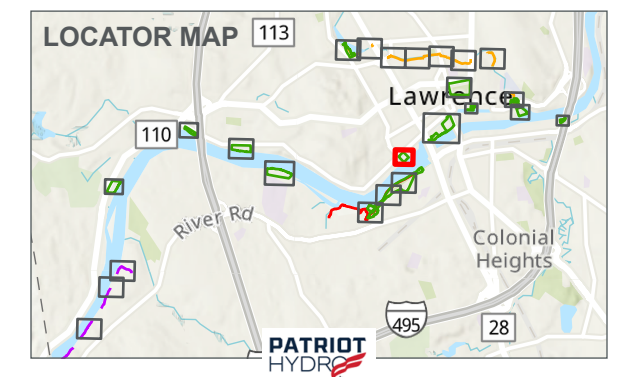 LOCATOR MAP
113
Lawrence
110
River Rd
Colonial
Heights
495
28
PATRIOT
HYDRO